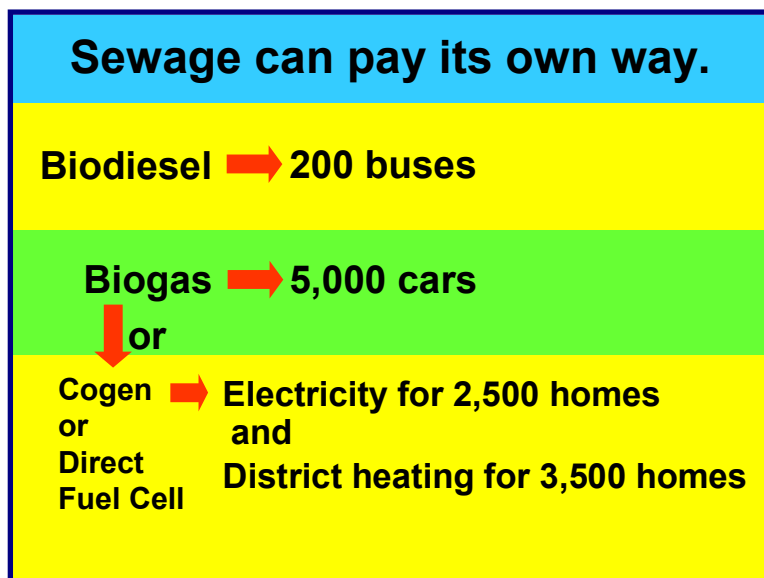 Sewage can pay its own way.
Biodiesel 200 buses
Biogas 5,000 cars
or
Cogen
or
Direct
Fuel Cell
Electricity for 2,500 homes
and
District heating for 3,500 homes